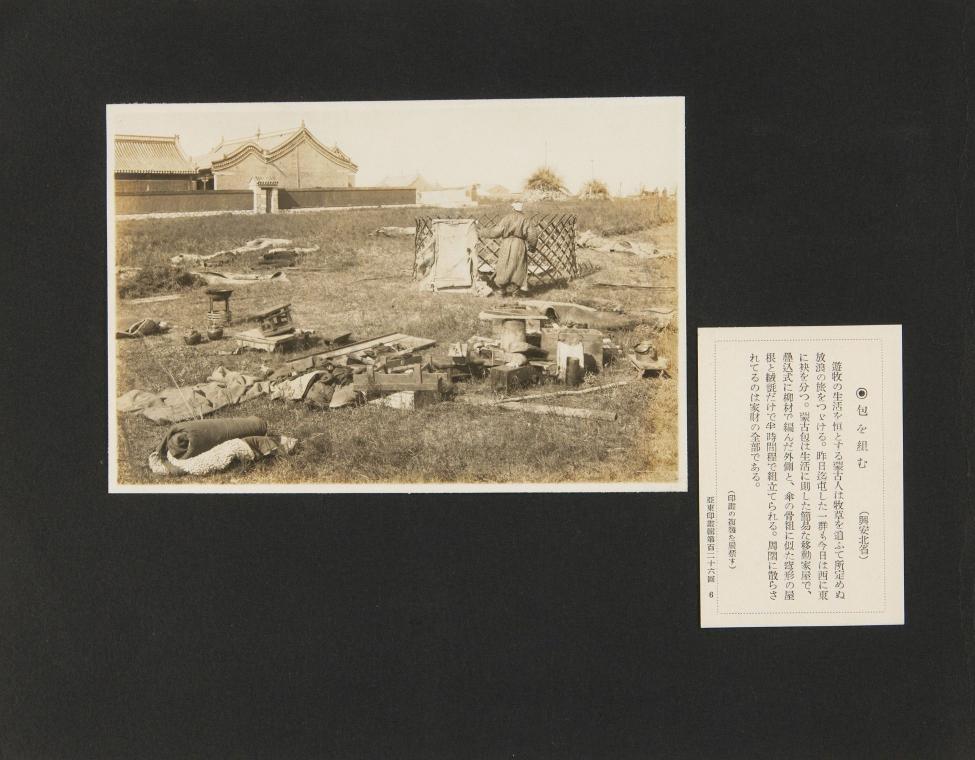 ◉包を組む
（興安北省）
遊牧の生活を恒とする蒙古人は牧草を追ふて所定めぬ
放浪の旅をつゞける。昨日迄屯した一群も今日は西に東
に袂を分つ。蒙古包は生活に則した簡易な移動家屋で、
疊込式に柳材で編んだ外側と、傘の骨組に似た穹形の屋
根と絨氈だけで半時間程で組立てられる。周圍に散らさ
れてるのは家財の全部である。
（印畫の複製を嚴禁す）
亞東印畫輯第百二十六回　6